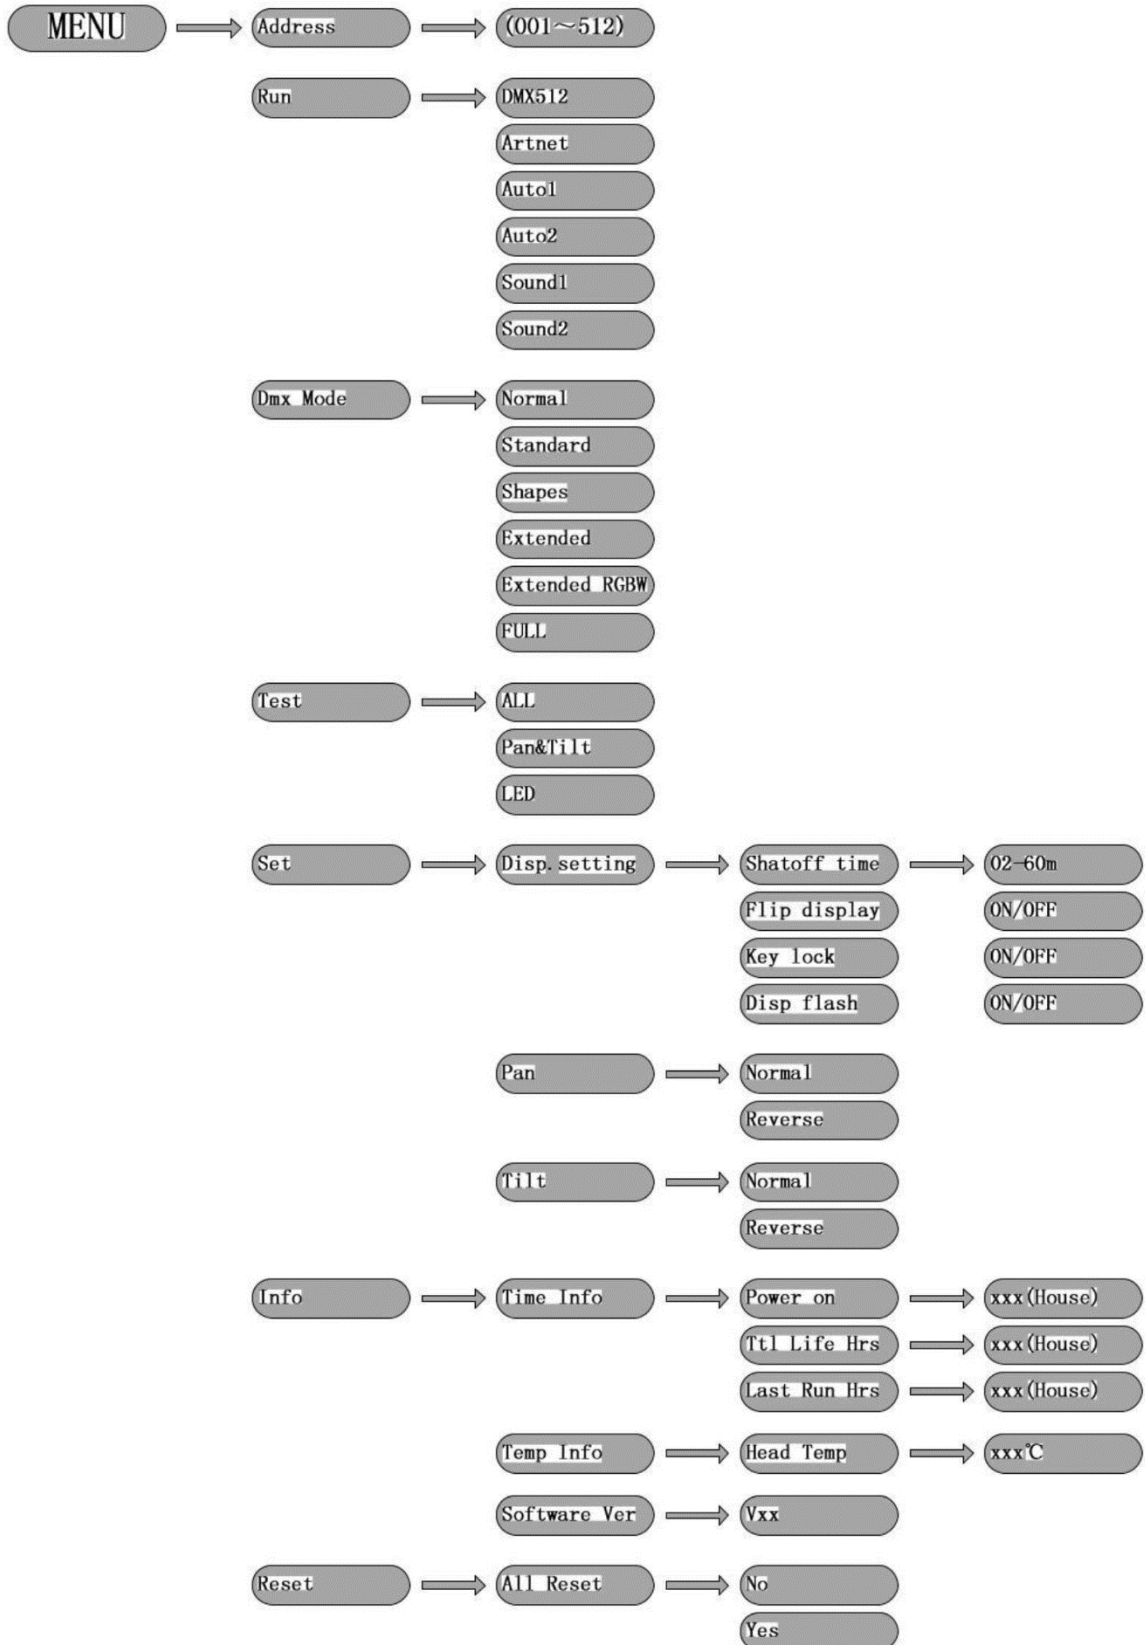 MENU Address (001～512)
Run DMX512
Artnet
Auto1
Auto2
Sound1
Sound2
Dmx Mode Normal
Standard
Shapes
Extended
Extended RGBW
FULL
Test ALL
Pan&Tilt
LED
Set Disp.setting Shatoff time 02-60m
Flip display ON/OFF
Key lock ON/OFF
Disp flash ON/OFF
Pan Normal
Reverse
Tilt Normal
Reverse
Info Time Info Power on xxx(House)
Ttl Life Hrs xxx(House)
Last Run Hrs xxx(House)
Temp Info Head Temp xxx℃
Software Ver Vxx
Reset All Reset No
Yes